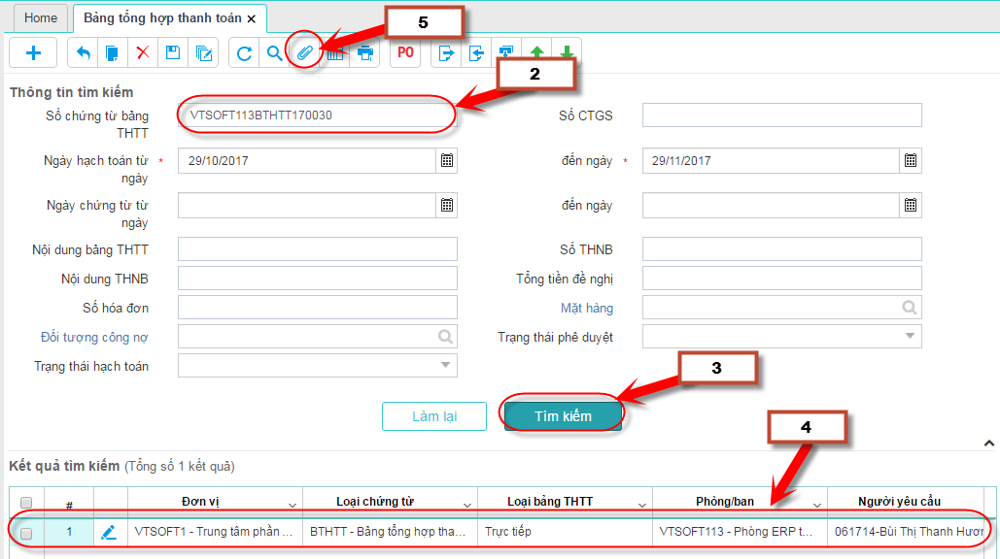 Home Bảng tổng hợp thanh toán
5
PO
2
Thông tin tìm kiếm
Số chứng từ bảng THTT VTSOFT113BTHTT170030 Số CTGS
Ngày hạch toán từ ngày * 29/10/2017 đến ngày * 29/11/2017
Ngày chứng từ từ ngày đến ngày
Nội dung bảng THTT Số THNB
Nội dung THNB Tổng tiền đề nghị
Số hóa đơn Mặt hàng
Đối tượng công nợ Trạng thái phê duyệt
Trạng thái hạch toán
3
Làm lại Tìm kiếm
4
Kết quả tìm kiếm (Tổng số 1 kết quả)
# Đơn vị Loại chứng từ Loại bảng THTT Phòng/ban Người yêu cầu
1 VTSOFT1 - Trung tâm phần ... BTHTT - Bảng tổng hợp tha... Trực tiếp VTSOFT113 - Phòng ERP t... 061714-Bùi Thị Thanh Hươn